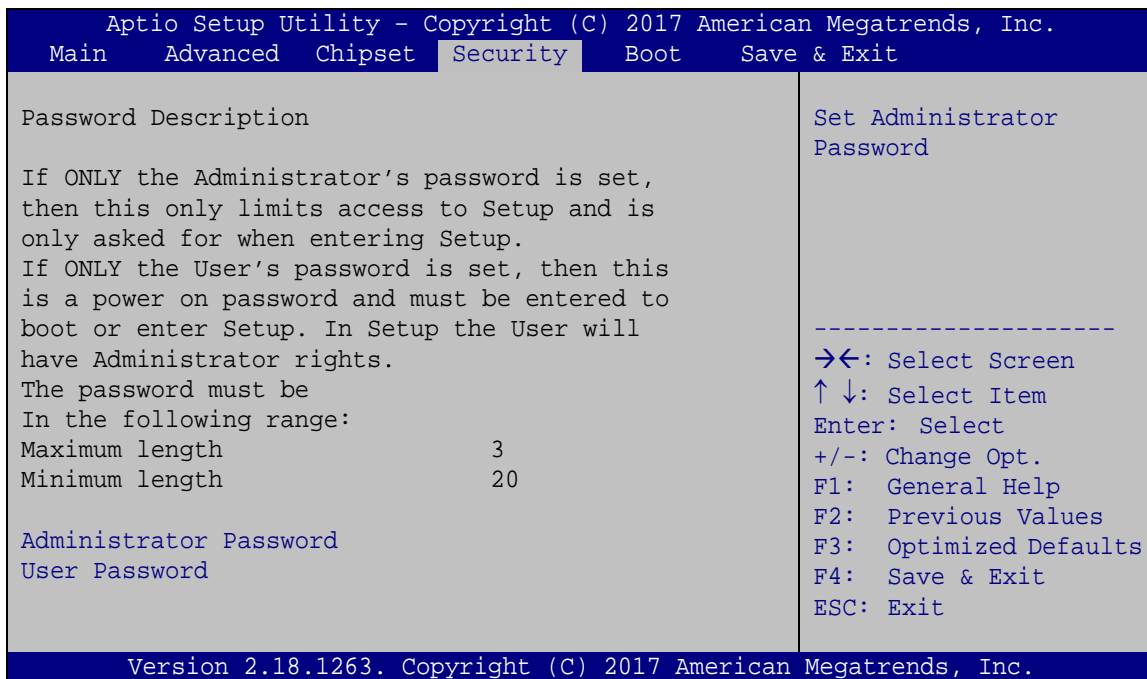 Aptio Setup Utility – Copyright (C) 2017 American Megatrends, Inc.
Main Advanced Chipset Security Boot Save & Exit
Password Description
If ONLY the Administrator's password is set,
then this only limits access to Setup and is
only asked for when entering Setup.
If ONLY the User's password is set, then this
is a power on password and must be entered to
boot or enter Setup. In Setup the User will
have Administrator rights.
The password must be
In the following range:
Maximum length 3
Minimum length 20
Administrator Password
User Password
Set Administrator
Password
---------------------
→←: Select Screen
↑ ↓: Select Item
Enter: Select
+/-: Change Opt.
F1: General Help
F2: Previous Values
F3: Optimized Defaults
F4: Save & Exit
ESC: Exit
Version 2.18.1263. Copyright (C) 2017 American Megatrends, Inc.